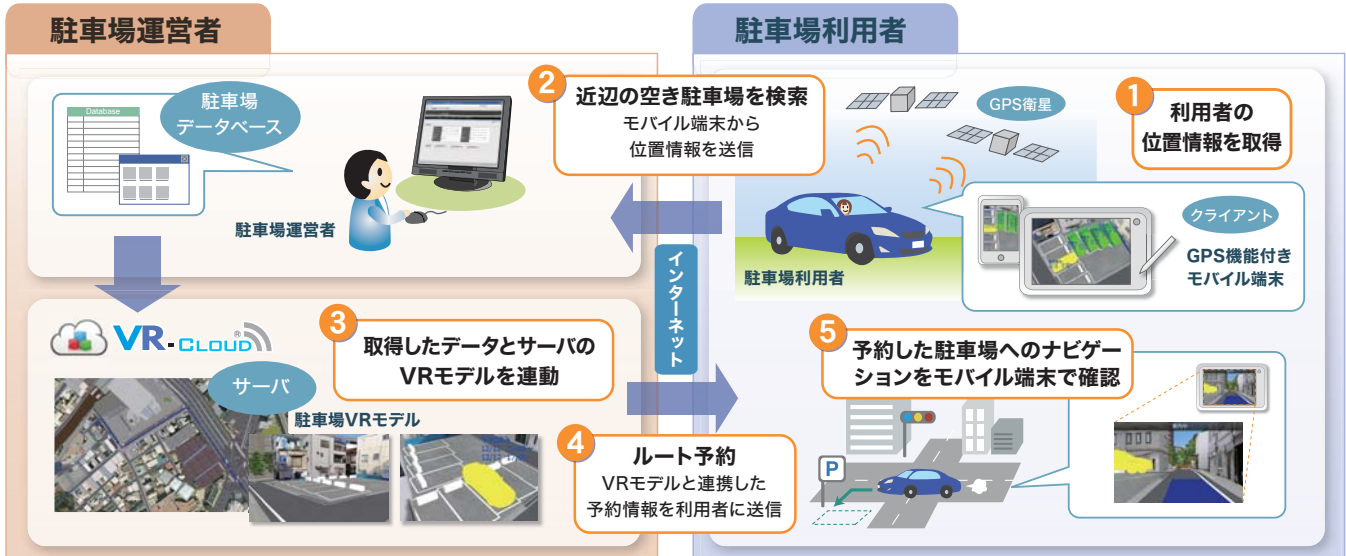 駐車場運営者
駐車場利用者
Database
駐車場
データベース
駐車場運営者
2
近辺の空き駐車場を検索
モバイル端末から
位置情報を送信
GPS衛星
1
利用者の
位置情報を取得
駐車場利用者
クライアント
GPS機能付き
モバイル端末
インターネット
VR-CLOUD®
サーバ
駐車場VRモデル
3
取得したデータとサーバの
VRモデルを連動
4
ルート予約
VRモデルと連携した
予約情報を利用者に送信
5
予約した駐車場へのナビゲー
ションをモバイル端末で確認
P